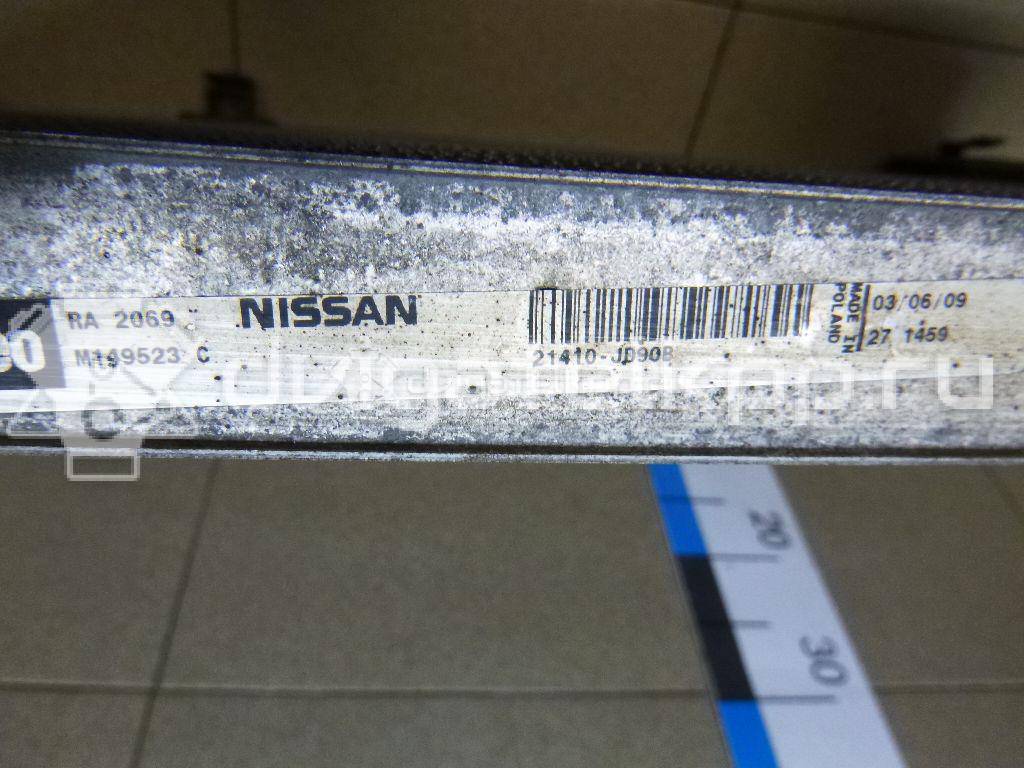 RA 2069 NISSAN
M149523 C
21410-JD90B
MADE IN
POLAND
03/06/09
27 1459
20
30